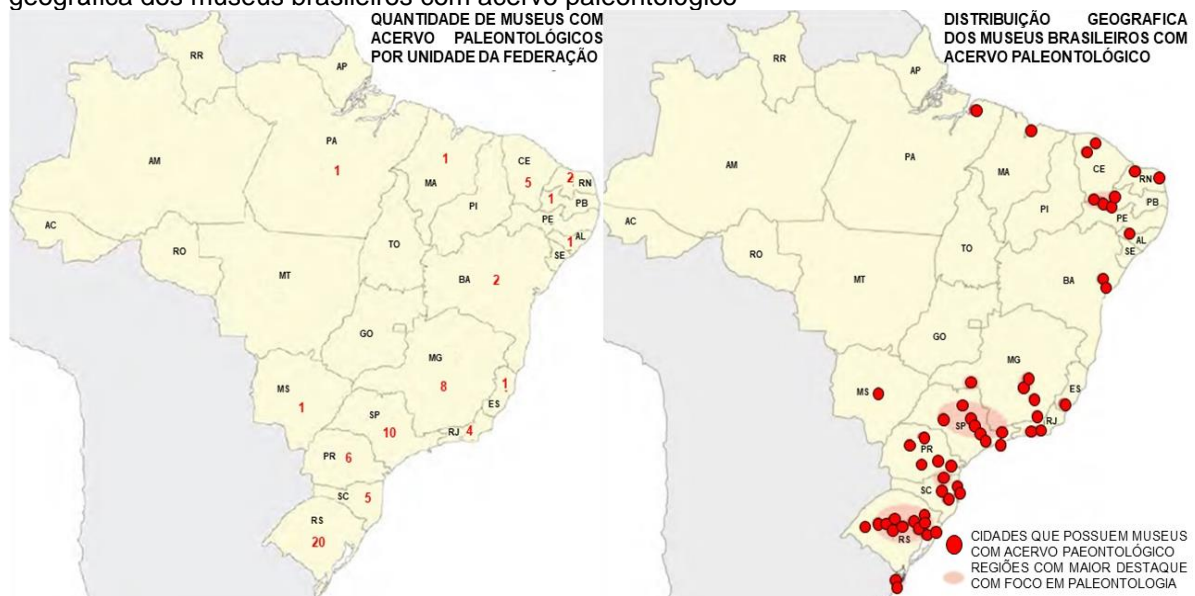 geográfica dos museus brasileiros com acervo paleontológico
QUANTIDADE DE MUSEUS COM
ACERVO PALEONTOLÓGICOS
POR UNIDADE DA FEDERAÇÃO
RR
AP
AM
PA
1
MA
1
CE
5
2
RN
1
PB
PI
PE
AL
1
SE
AC
RO
TO
MT
BA 2
GO
MG
8
1
ES
MS
1
SP
10
RJ 4
PR 6
SC 5
RS
20
DISTRIBUIÇÃO GEOGRAFICA
DOS MUSEUS BRASILEIROS COM
ACERVO PALEONTOLÓGICO
RR
AP
AM
PA
MA
CE
RN
PB
PI
PE
AL
SE
AC
RO
TO
MT
BA
GO
MG
ES
MS
SP
RJ
PR
SC
RS
CIDADES QUE POSSUEM MUSEUS
COM ACERVO PAEONTOLÓGICO
REGIÕES COM MAIOR DESTAQUE
COM FOCO EM PALEONTOLOGIA